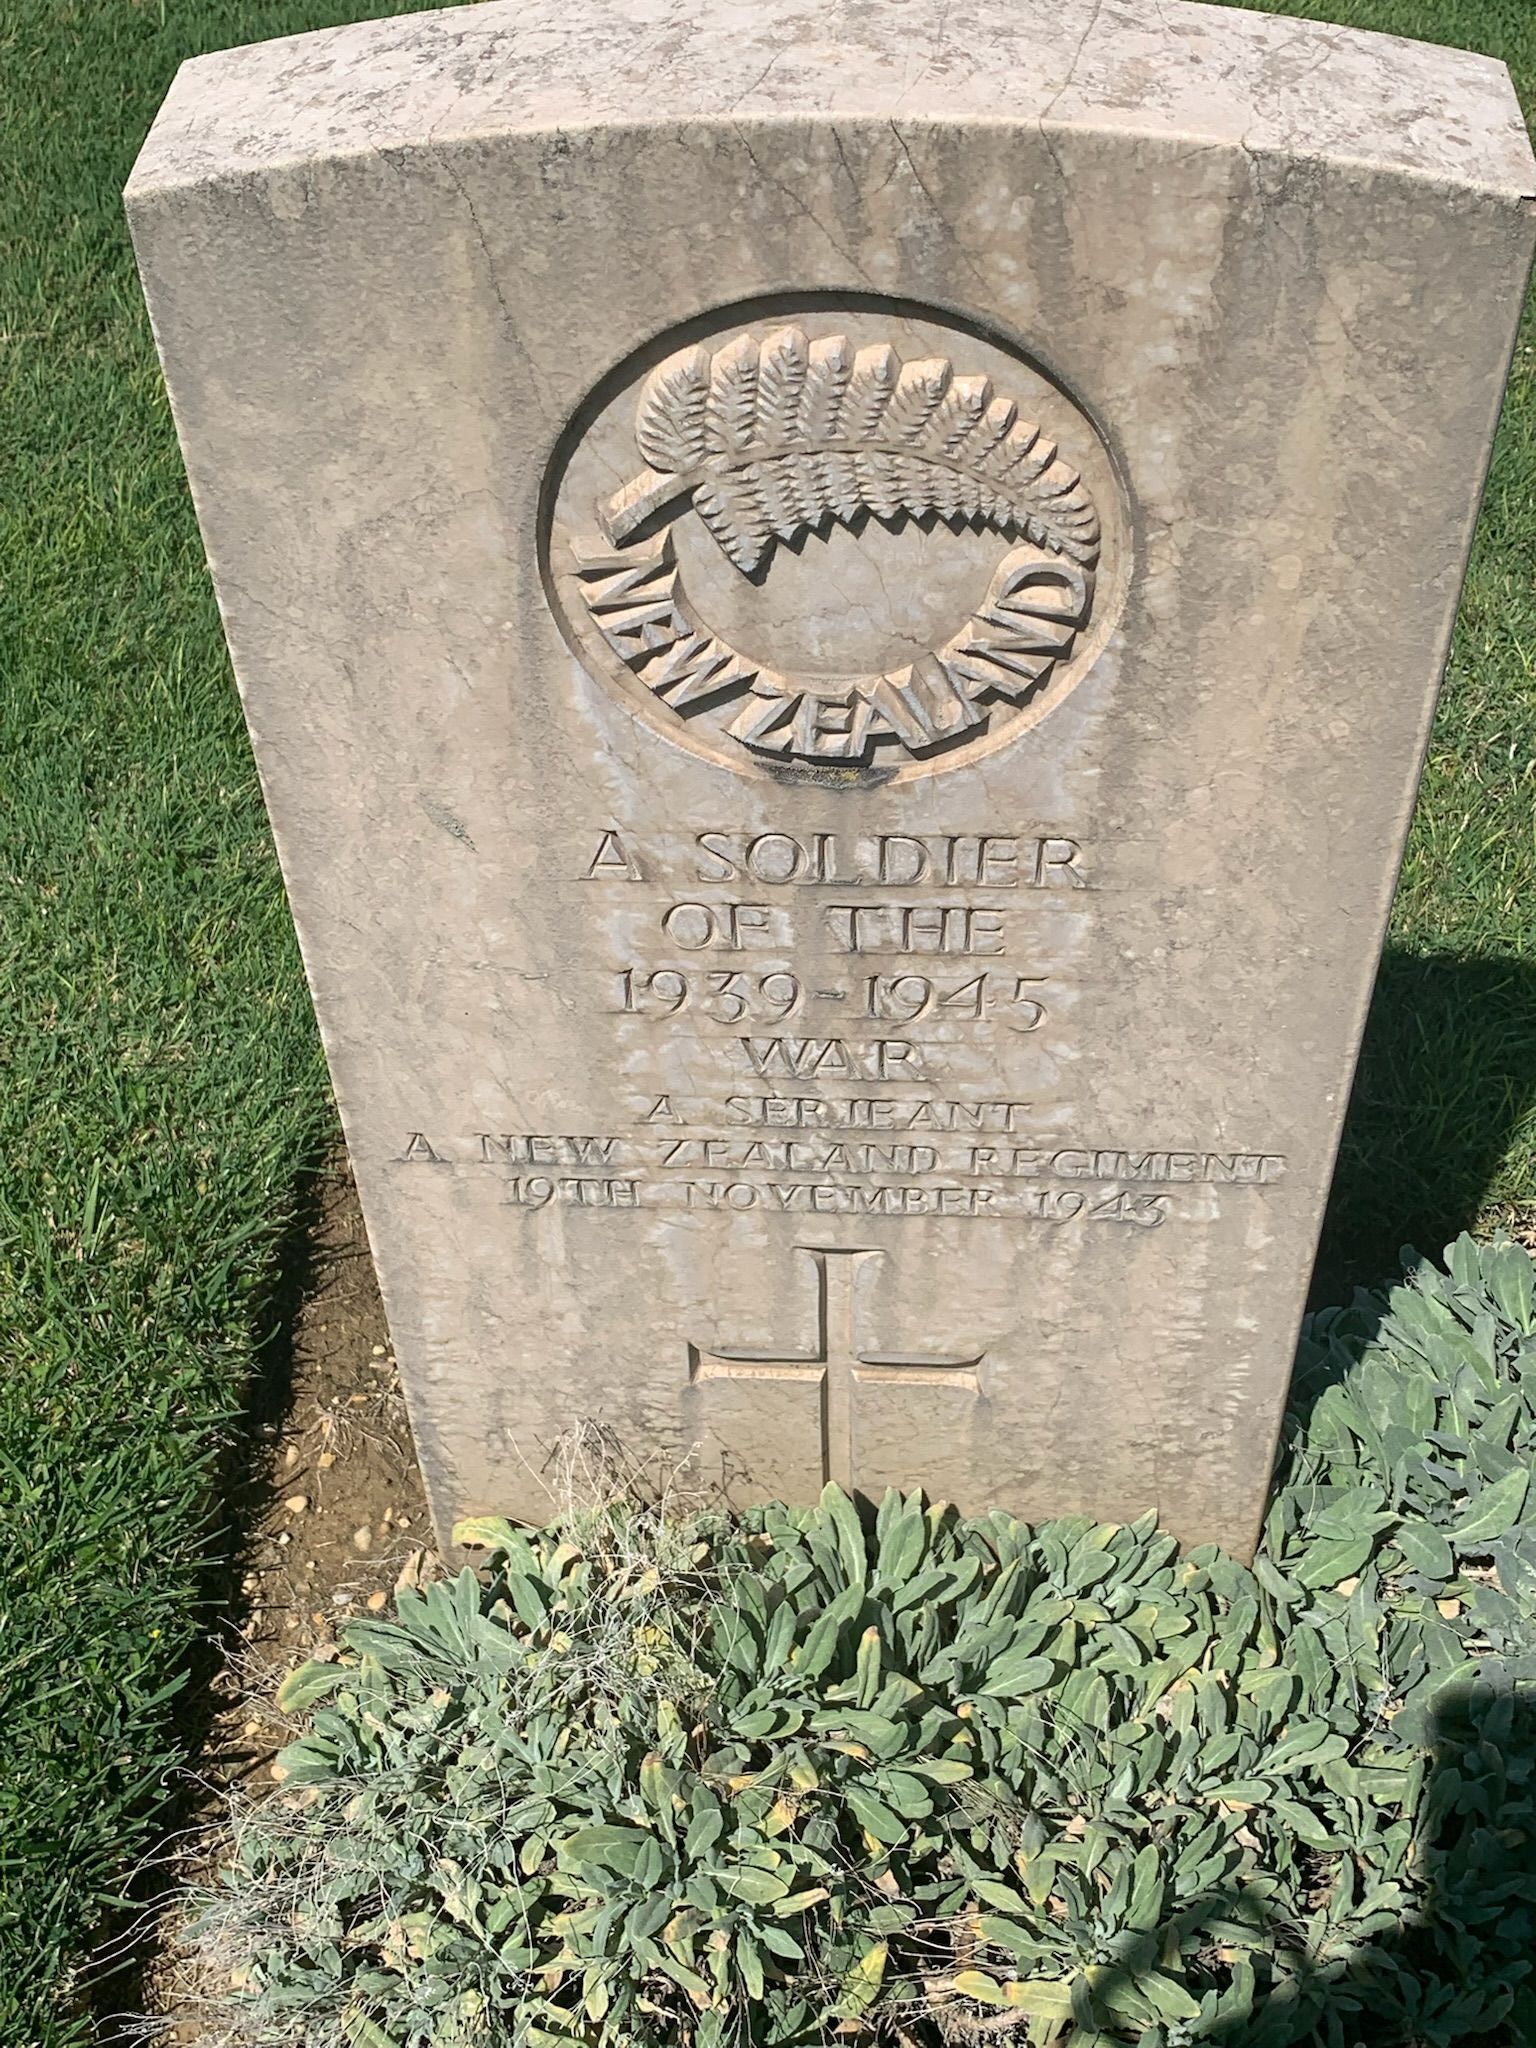 NEW ZEALAND
A SOLDIER
OF THE
1939-1945
WAR
A SERJEANT
A NEW ZEALAND REGIMENT
19TH NOVEMBER 1943